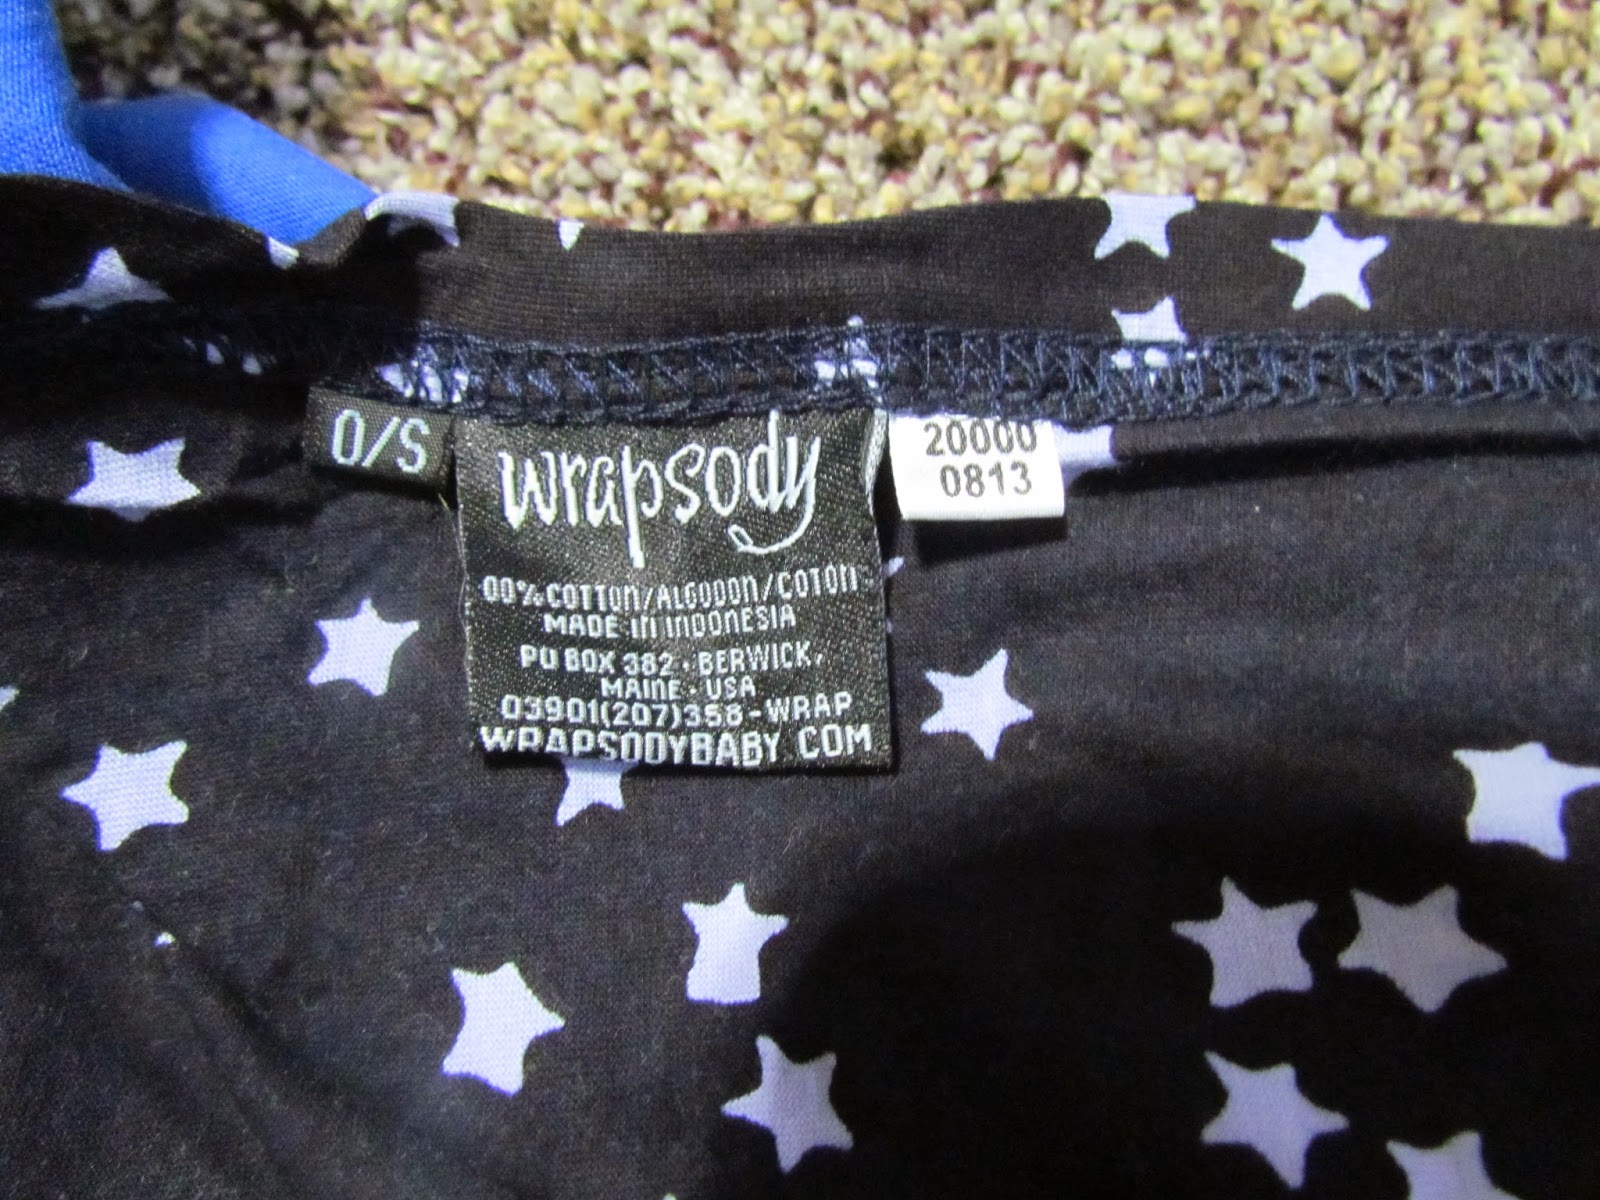 O/S
wrapsody
00% COTTON/ALGODON/COTON
MADE IN INDONESIA
PO BOX 382 · BERWICK,
MAINE · USA
03901(207)358-WRAP
WRAPSODYBABY.COM
20000
0813